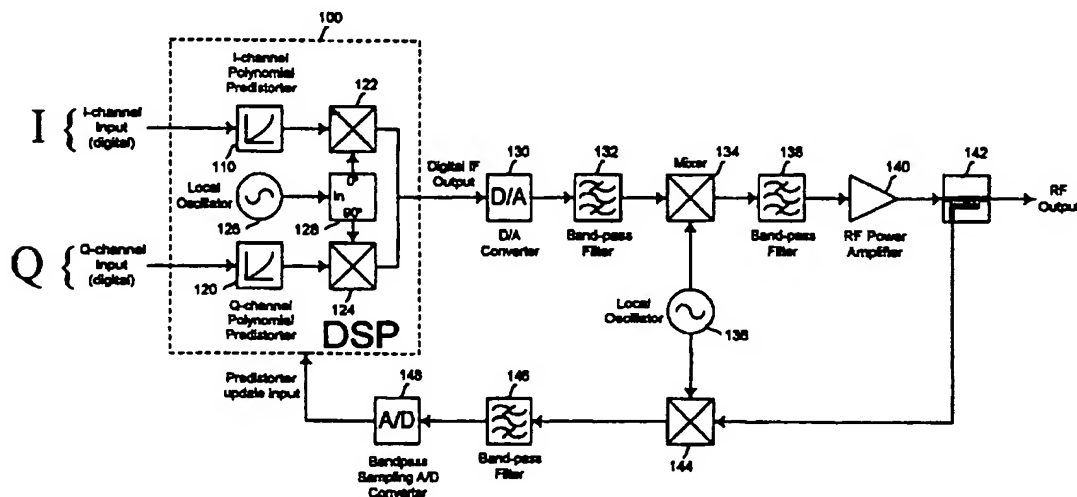 100
I-channel
Polynomial
Predistorter
122
I
{
I-channel
Input
(digital)
110
0°
Local
Oscillator
In
126
128
90°
Q
{
Q-channel
Input
(digital)
120
124
Q-channel
Polynomial
Predistorter
DSP
Digital IF
Output
130
D/A
D/A
Converter
132
Band-pass
Filter
Mixer
134
138
Band-pass
Filter
140
RF Power
Amplifier
142
RF
Output
Local
Oscillator
136
Predistorter
update input
148
A/D
Bandpass
Sampling A/D
Converter
146
Band-pass
Filter
144